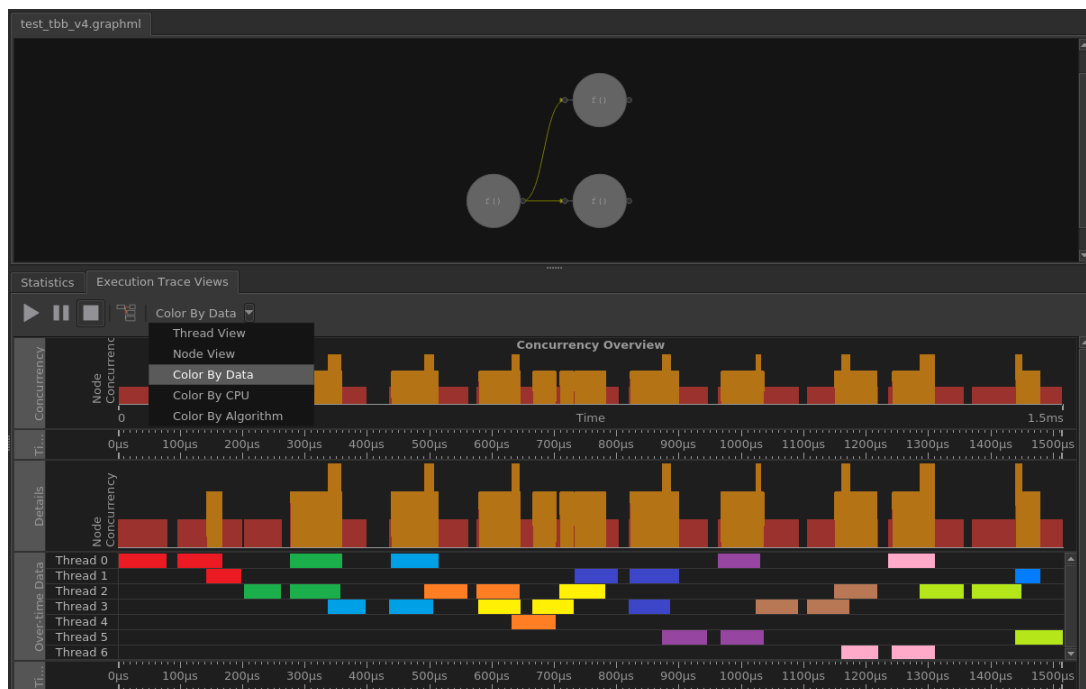 test_tbb_v4.graphml
f()
f()
f()
Statistics
Execution Trace Views
Color By Data
Thread View
Node View
Color By Data
Color By CPU
Color By Algorithm
Concurrency
Node
Concurrenc
Concurrency Overview
0
Time
1.5ms
Ti...
0µs 100µs 200µs 300µs 400µs 500µs 600µs 700µs 800µs 900µs 1000µs 1100µs 1200µs 1300µs 1400µs 1500µs
Details
Node
Concurrency
Over-time Data
Thread 0
Thread 1
Thread 2
Thread 3
Thread 4
Thread 5
Thread 6
Ti...
0µs 100µs 200µs 300µs 400µs 500µs 600µs 700µs 800µs 900µs 1000µs 1100µs 1200µs 1300µs 1400µs 1500µs